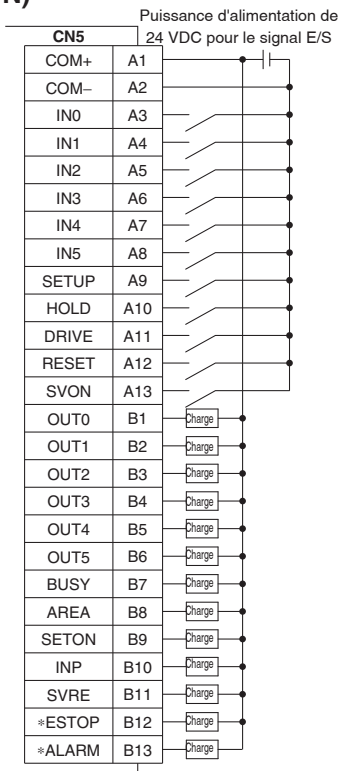 N)
Puissance d'alimentation de
24 VDC pour le signal E/S
CN5
COM+ A1
COM− A2
IN0 A3
IN1 A4
IN2 A5
IN3 A6
IN4 A7
IN5 A8
SETUP A9
HOLD A10
DRIVE A11
RESET A12
SVON A13
OUT0 B1 Charge
OUT1 B2 Charge
OUT2 B3 Charge
OUT3 B4 Charge
OUT4 B5 Charge
OUT5 B6 Charge
BUSY B7 Charge
AREA B8 Charge
SETON B9 Charge
INP B10 Charge
SVRE B11 Charge
∗ESTOP B12 Charge
∗ALARM B13 Charge